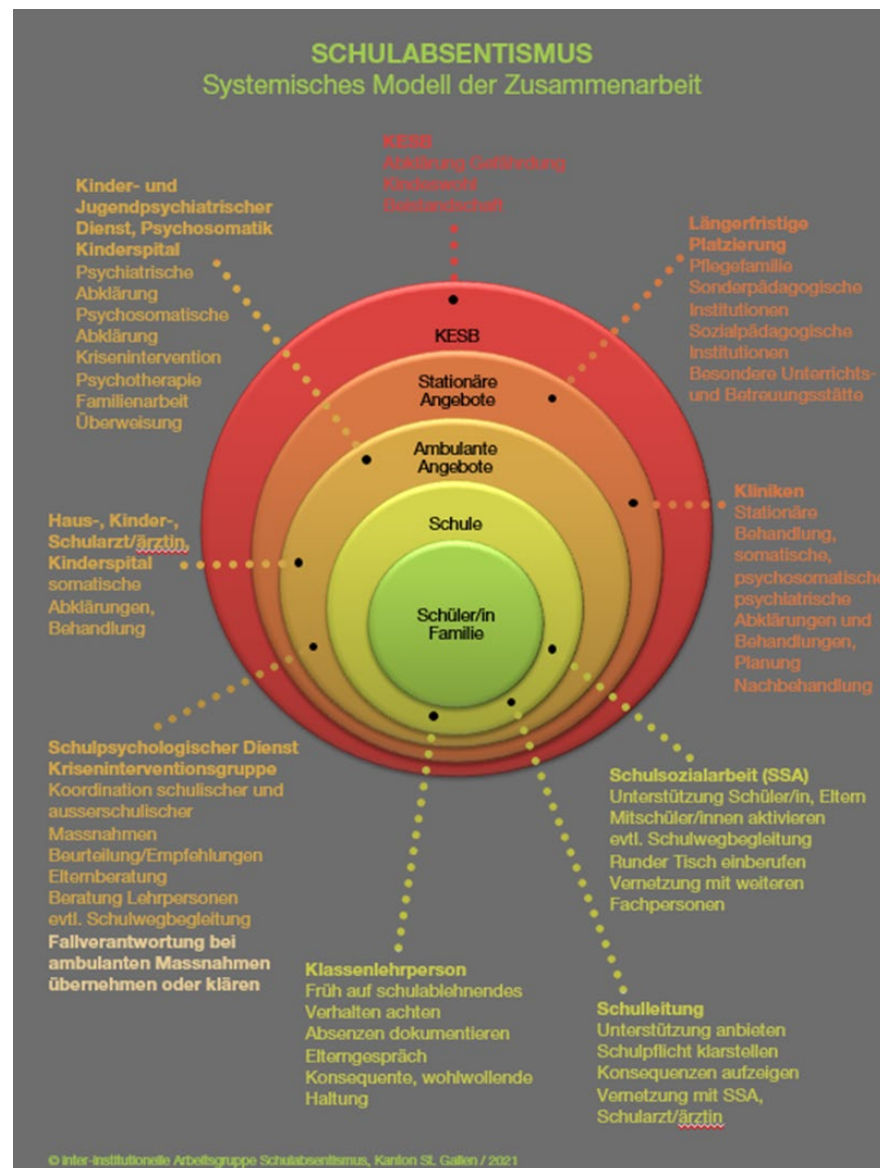 SCHULABSENTISMUS
Systemisches Modell der Zusammenarbeit
KESB
Abklärung Gefährdung
Kindeswohl
Beistandschaft
Kinder- und
Jugendpsychiatrischer
Dienst, Psychosomatik
Kinderspital
Psychiatrische
Abklärung
Psychosomatische
Abklärung
Krisenintervention
Psychotherapie
Familienarbeit
Überweisung
Längerfristige
Platzierung
Pflegefamilie
Sonderpädagogische
Institutionen
Sozialpädagogische
Institutionen
Besondere Unterrichts-
und Betreuungsstätte
KESB
Stationäre
Angebote
Ambulante
Angebote
Schule
Schüler/in
Familie
Haus-, Kinder-,
Schularzt/ärztin,
Kinderspital
somatische
Abklärungen,
Behandlung
Kliniken
Stationäre
Behandlung,
somatische,
psychosomatische
psychiatrische
Abklärungen und
Behandlungen,
Planung
Nachbehandlung
Schulpsychologischer Dienst
Kriseninterventionsgruppe
Koordination schulischer und
ausserschulischer
Massnahmen
Beurteilung/Empfehlungen
Elternberatung
Beratung Lehrpersonen
evtl. Schulwegbegleitung
Fallverantwortung bei
ambulanten Massnahmen
übernehmen oder klären
Schulsozialarbeit (SSA)
Unterstützung Schüler/in, Eltern
Mitschüler/innen aktivieren
evtl. Schulwegbegleitung
Runder Tisch einberufen
Vernetzung mit weiteren
Fachpersonen
Klassenlehrperson
Früh auf schulablehnendes
Verhalten achten
Absenzen dokumentieren
Elterngespräch
Konsequente, wohlwollende
Haltung
Schulleitung
Unterstützung anbieten
Schulpflicht klarstellen
Konsequenzen aufzeigen
Vernetzung mit SSA,
Schularzt/ärztin
© Inter-Institutionelle Arbeitsgruppe Schulabsentismus, Kanton St. Gallen / 2021